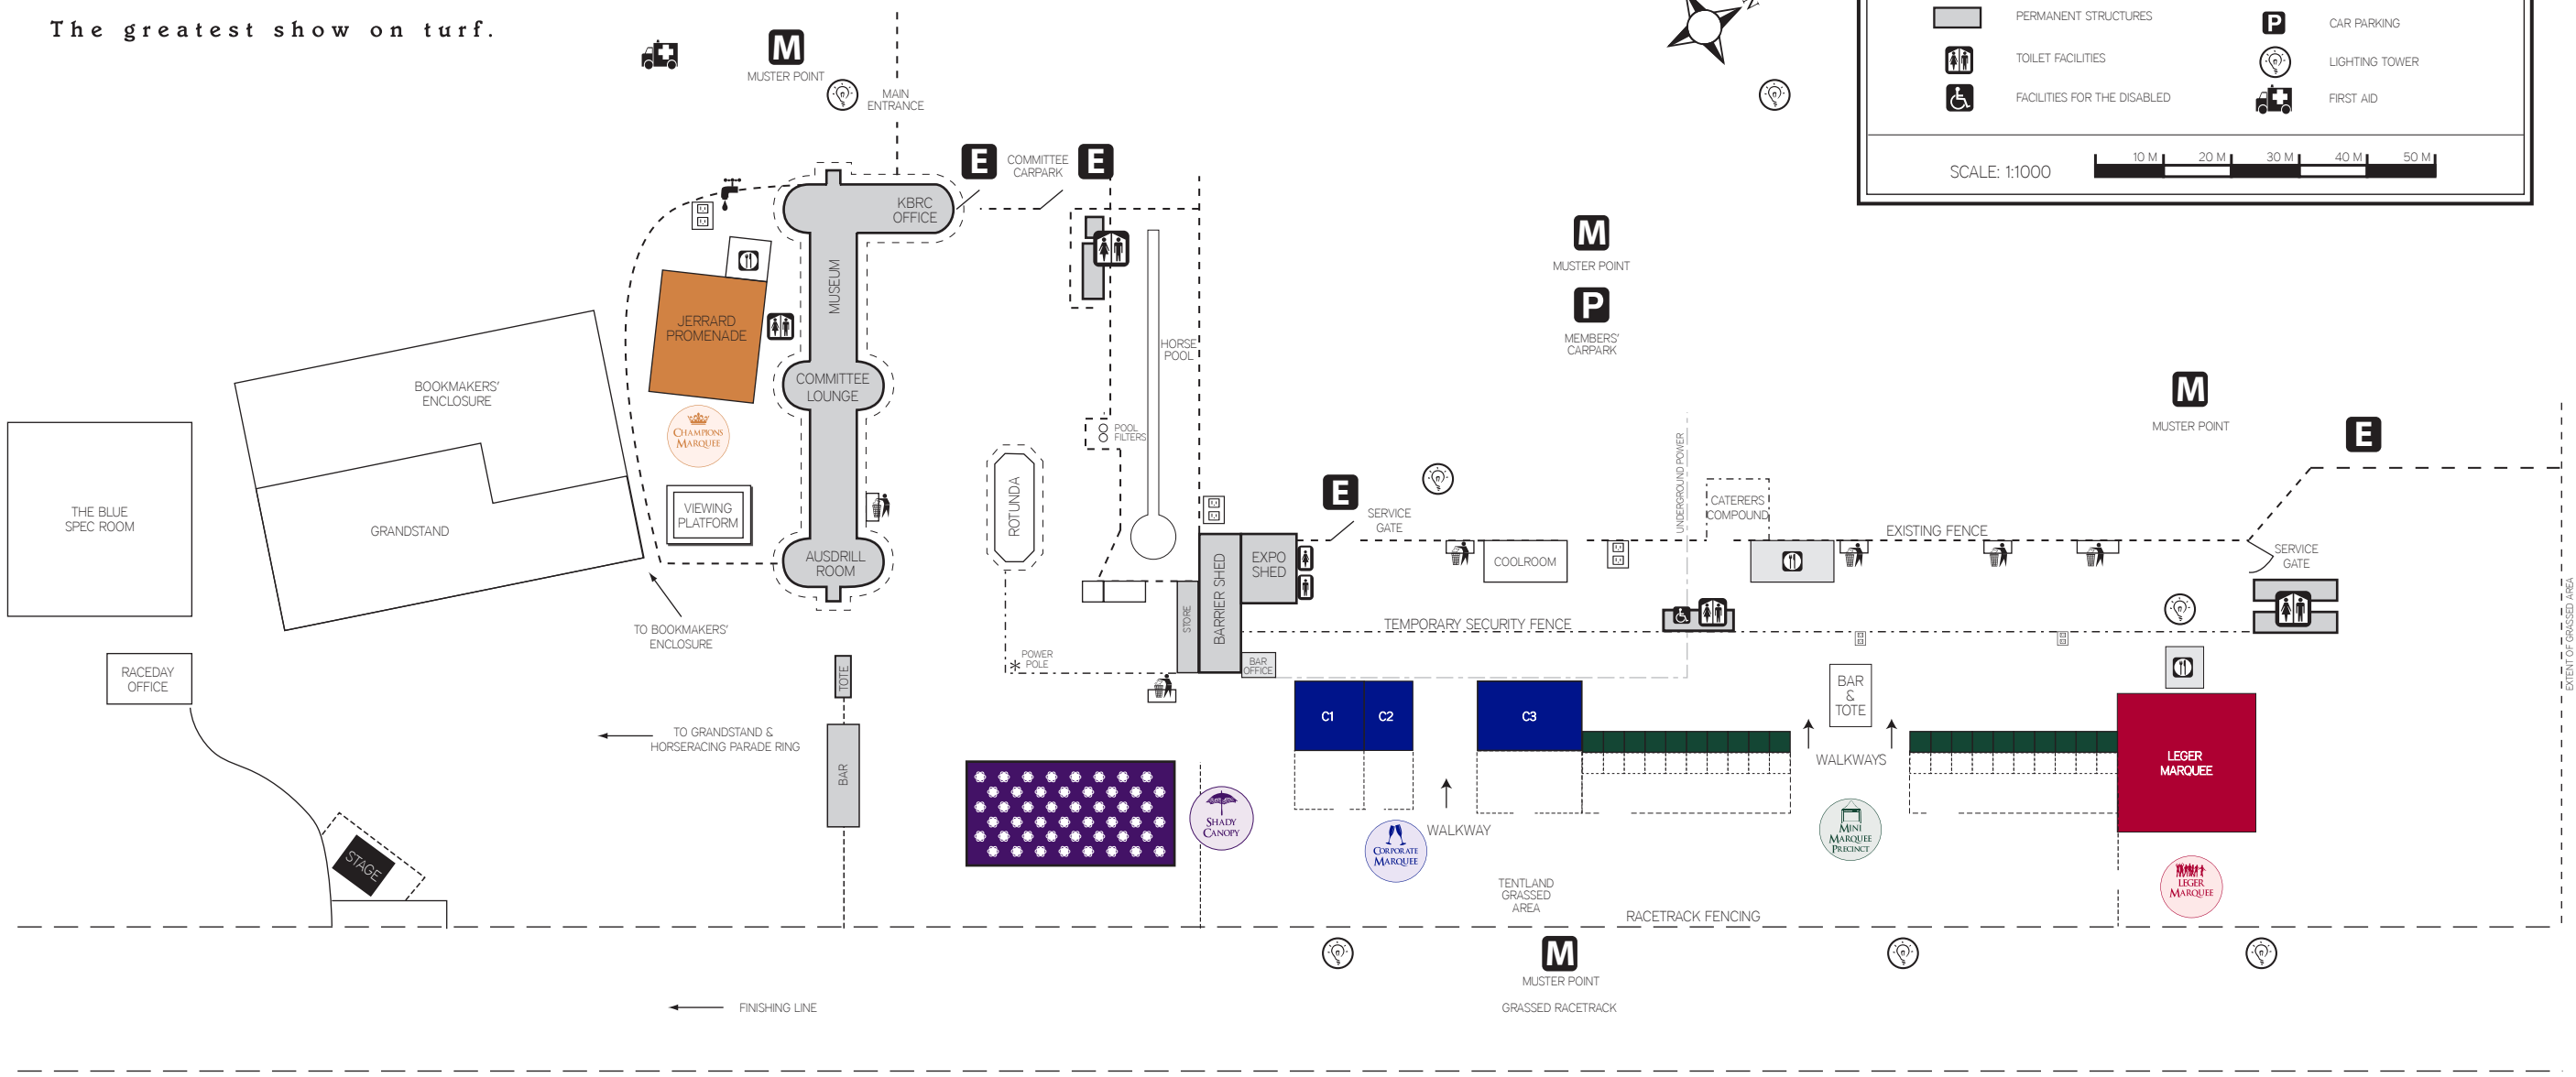 The greatest show on turf.
M
MUSTER POINT
MAIN
ENTRANCE
N
PERMANENT STRUCTURES
P
CAR PARKING
TOILET FACILITIES
LIGHTING TOWER
FACILITIES FOR THE DISABLED
FIRST AID
SCALE: 1:1000
10 M
20 M
30 M
40 M
50 M
E
COMMITTEE
CARPARK
E
KBRC
OFFICE
MUSEUM
JERRARD
PROMENADE
COMMITTEE
LOUNGE
CHAMPIONS
MARQUEE
VIEWING
PLATFORM
AUSDRILL
ROOM
BOOKMAKERS'
ENCLOSURE
GRANDSTAND
THE BLUE
SPEC ROOM
TO BOOKMAKERS'
ENCLOSURE
RACEDAY
OFFICE
STAGE
TO GRANDSTAND &
HORSERACING PARADE RING
TOTE
BAR
HORSE
POOL
POOL
FILTERS
ROTUNDA
POWER
POLE
STORE
BARRIER SHED
EXPO
SHED
BAR
OFFICE
M
MUSTER POINT
P
MEMBERS'
CARPARK
E
SERVICE
GATE
COOLROOM
UNDERGROUND POWER
CATERERS
COMPOUND
EXISTING FENCE
TEMPORARY SECURITY FENCE
M
MUSTER POINT
E
SERVICE
GATE
EXTENT OF GRASSED AREA
SHADY
CANOPY
C1
C2
C3
CORPORATE
MARQUEE
WALKWAY
BAR
&
TOTE
WALKWAYS
MINI
MARQUEE
PRECINCT
LEGER
MARQUEE
LEGER
MARQUEE
TENTLAND
GRASSED
AREA
RACETRACK FENCING
M
MUSTER POINT
GRASSED RACETRACK
FINISHING LINE